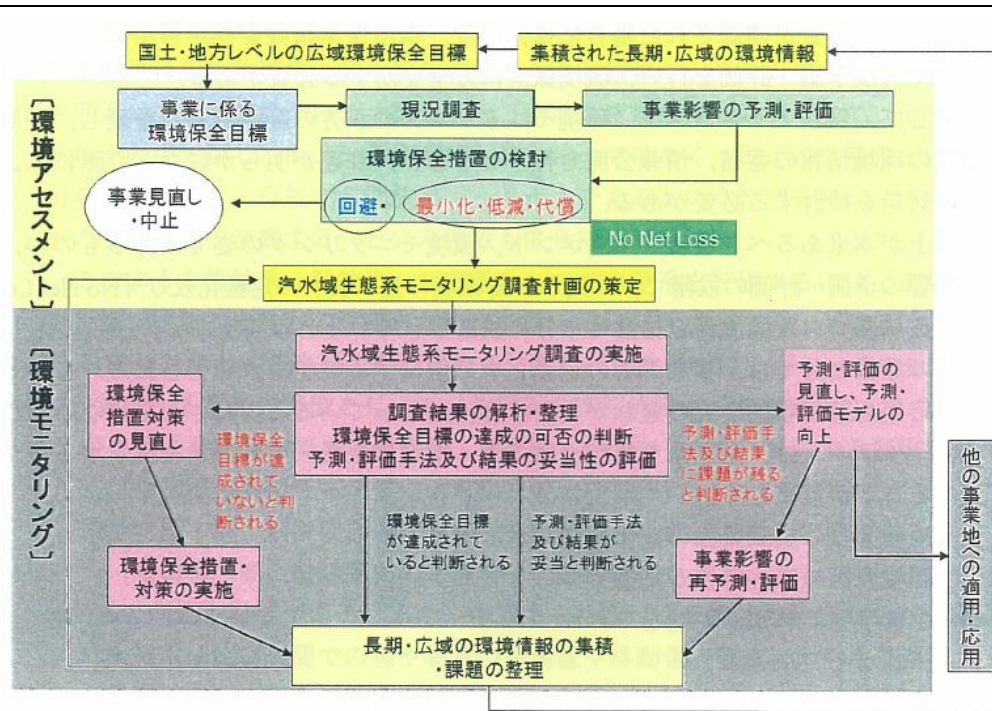 国土・地方レベルの広域環境保全目標
集積された長期・広域の環境情報
[環境アセスメント]
事業に係る
環境保全目標
現況調査
事業影響の予測・評価
環境保全措置の検討
事業見直し
・中止
回避・
最小化・低減・代償
No Net Loss
汽水域生態系モニタリング調査計画の策定
[環境モニタリング]
汽水域生態系モニタリング調査の実施
環境保全
措置対策
の見直し
調査結果の解析・整理
環境保全目標の達成の可否の判断
予測・評価手法及び結果の妥当性の評価
予測・評価の
見直し、予測・
評価モデルの
向上
環境保全
目標が達
成されて
いないと判
断される
予測・評価手
法及び結果
に課題が残る
と判断される
環境保全目標
が達成されて
いると判断される
予測・評価手法
及び結果が
妥当と判断される
環境保全措置・
対策の実施
事業影響の
再予測・評価
他の事業地への適用・応用
長期・広域の環境情報の集積
・課題の整理